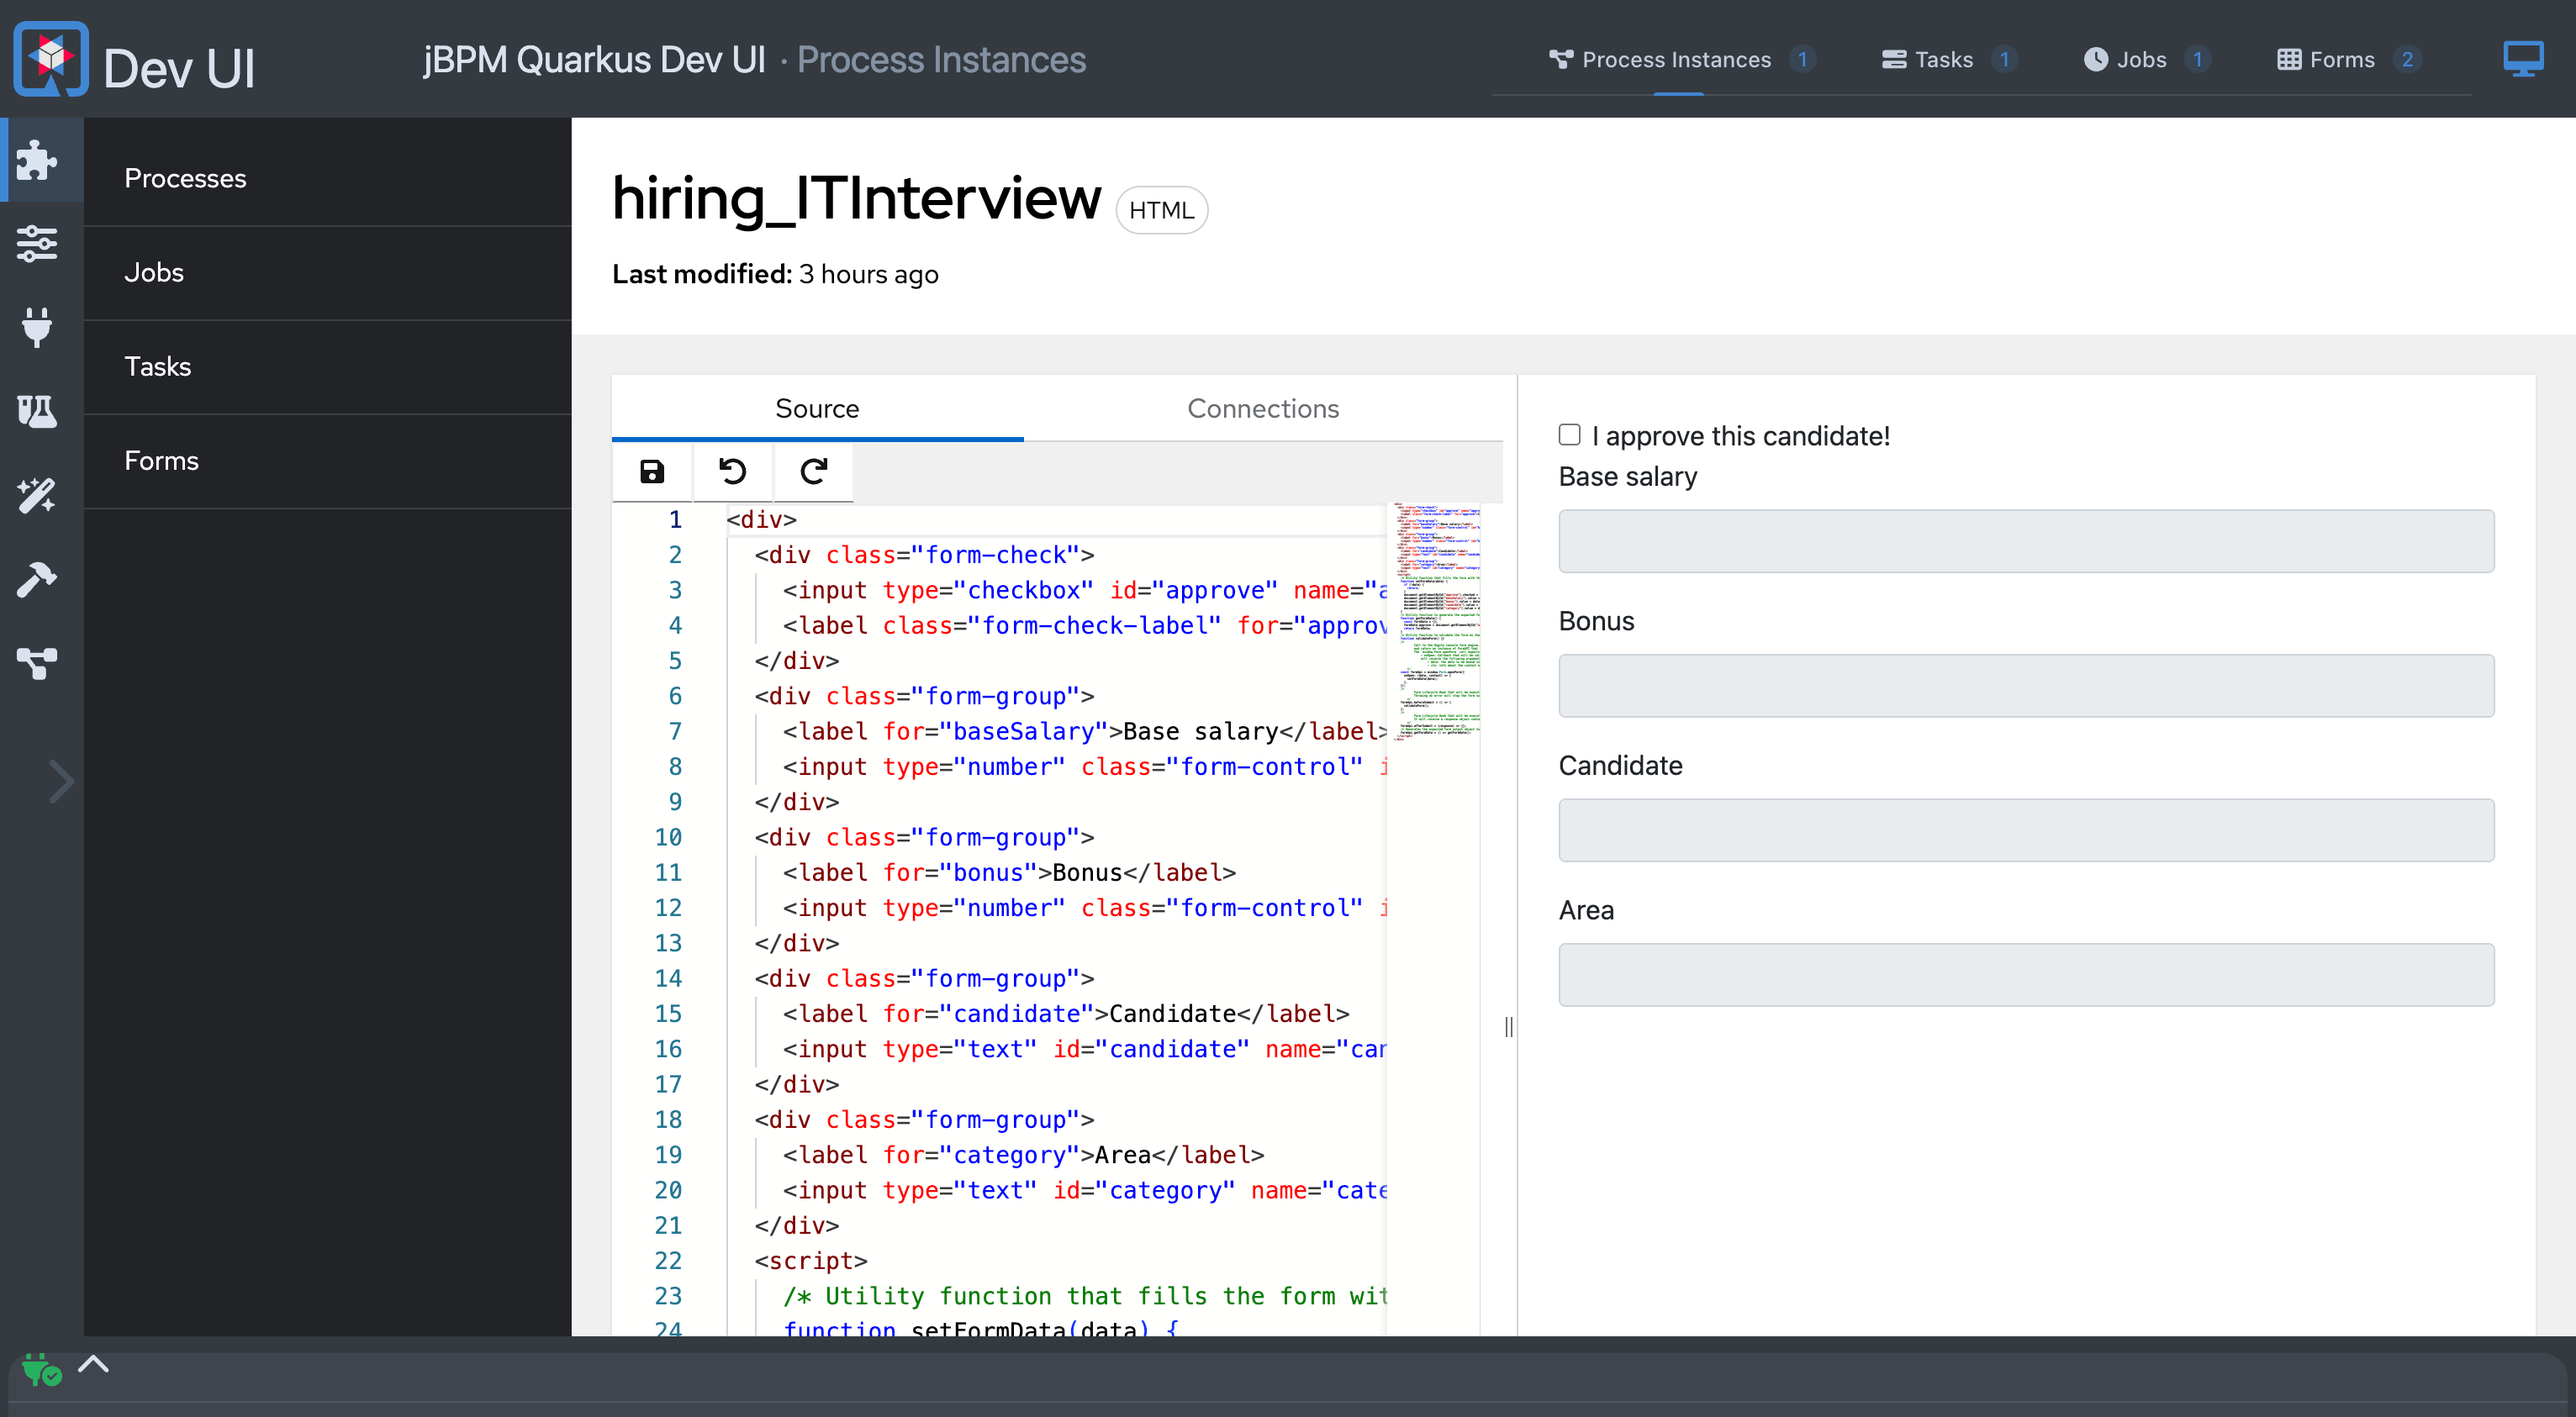 Dev UI
jBPM Quarkus Dev UI · Process Instances
Process Instances 1
Tasks 1
Jobs 1
Forms 2
Processes
Jobs
Tasks
Forms
hiring_ITInterview HTML
Last modified: 3 hours ago
Source Connections
1 <div>
2 <div class="form-check">
3 <input type="checkbox" id="approve" name="a
4 <label class="form-check-label" for="approv
5 </div>
6 <div class="form-group">
7 <label for="baseSalary">Base salary</label>
8 <input type="number" class="form-control" i
9 </div>
10 <div class="form-group">
11 <label for="bonus">Bonus</label>
12 <input type="number" class="form-control" i
13 </div>
14 <div class="form-group">
15 <label for="candidate">Candidate</label>
16 <input type="text" id="candidate" name="can
17 </div>
18 <div class="form-group">
19 <label for="category">Area</label>
20 <input type="text" id="category" name="cate
21 </div>
22 <script>
23 /* Utility function that fills the form wit
24 function setFormData(data) {
I approve this candidate!
Base salary
Bonus
Candidate
Area